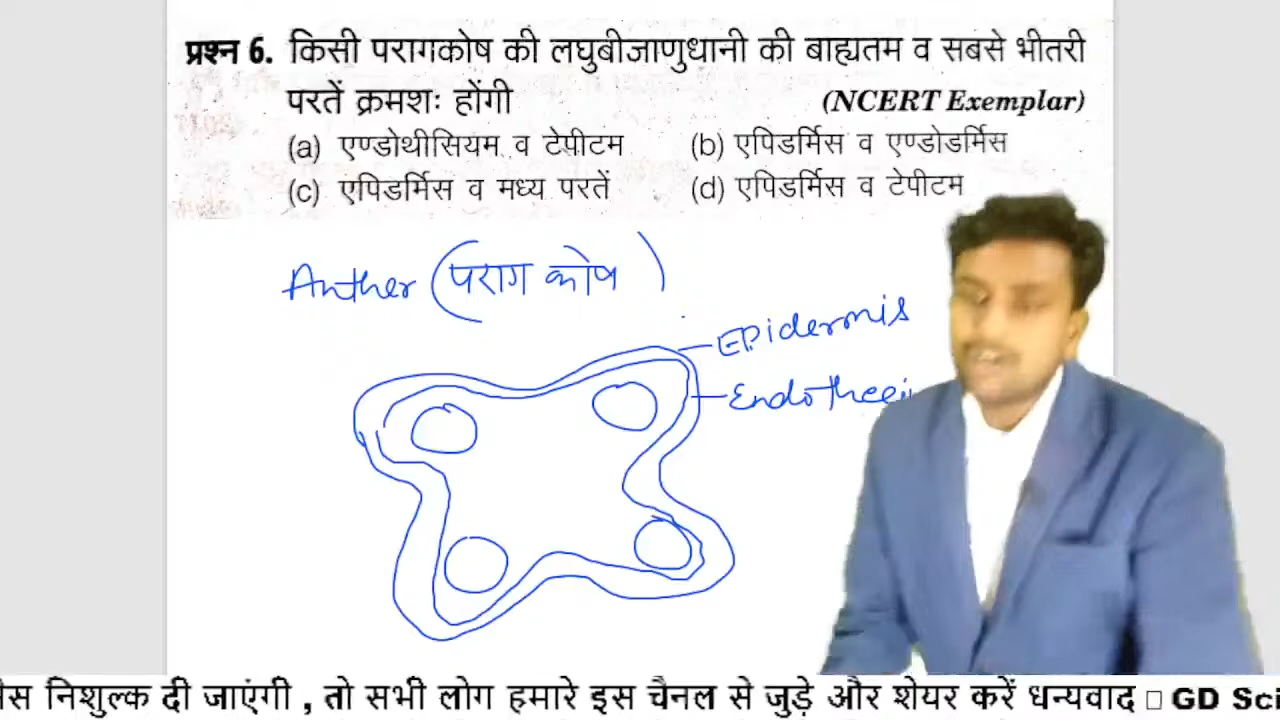 प्रश्न 6. किसी परागकोष की लघुबीजाणुधानी की बाह्यतम व सबसे भीतरी
परतें क्रमशः होंगी (NCERT Exemplar)
(a) एण्डोथीसियम व टेपीटम (b) एपिडर्मिस व एण्डोडर्मिस
(c) एपिडर्मिस व मध्य परतें (d) एपिडर्मिस व टेपीटम
Anther (पराग कोष)
Epidermis
निशुल्क दी जाएंगी , तो सभी लोग हमारे इस चैनल से जुड़े और शेयर करें धन्यवाद □ GD